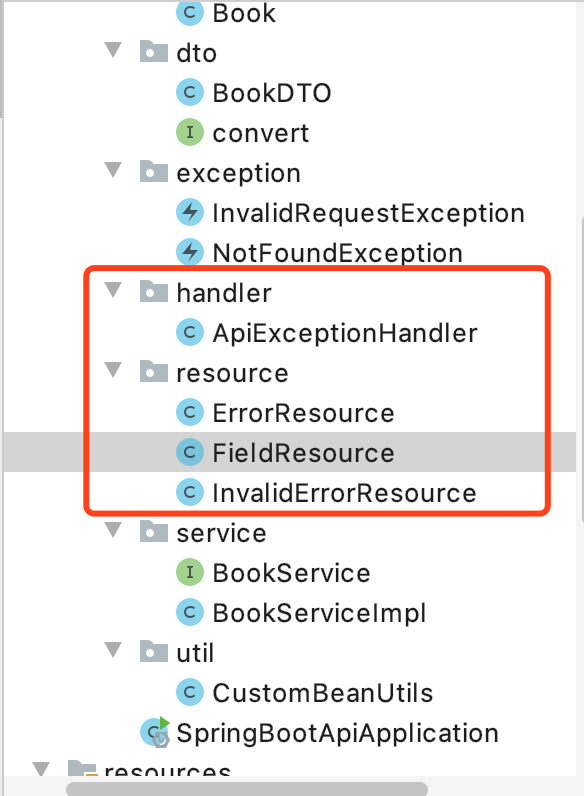 Book
dto
BookDTO
convert
exception
InvalidRequestException
NotFoundException
handler
ApiExceptionHandler
resource
ErrorResource
FieldResource
InvalidErrorResource
service
BookService
BookServiceImpl
util
CustomBeanUtils
SpringBootApiApplication
resources